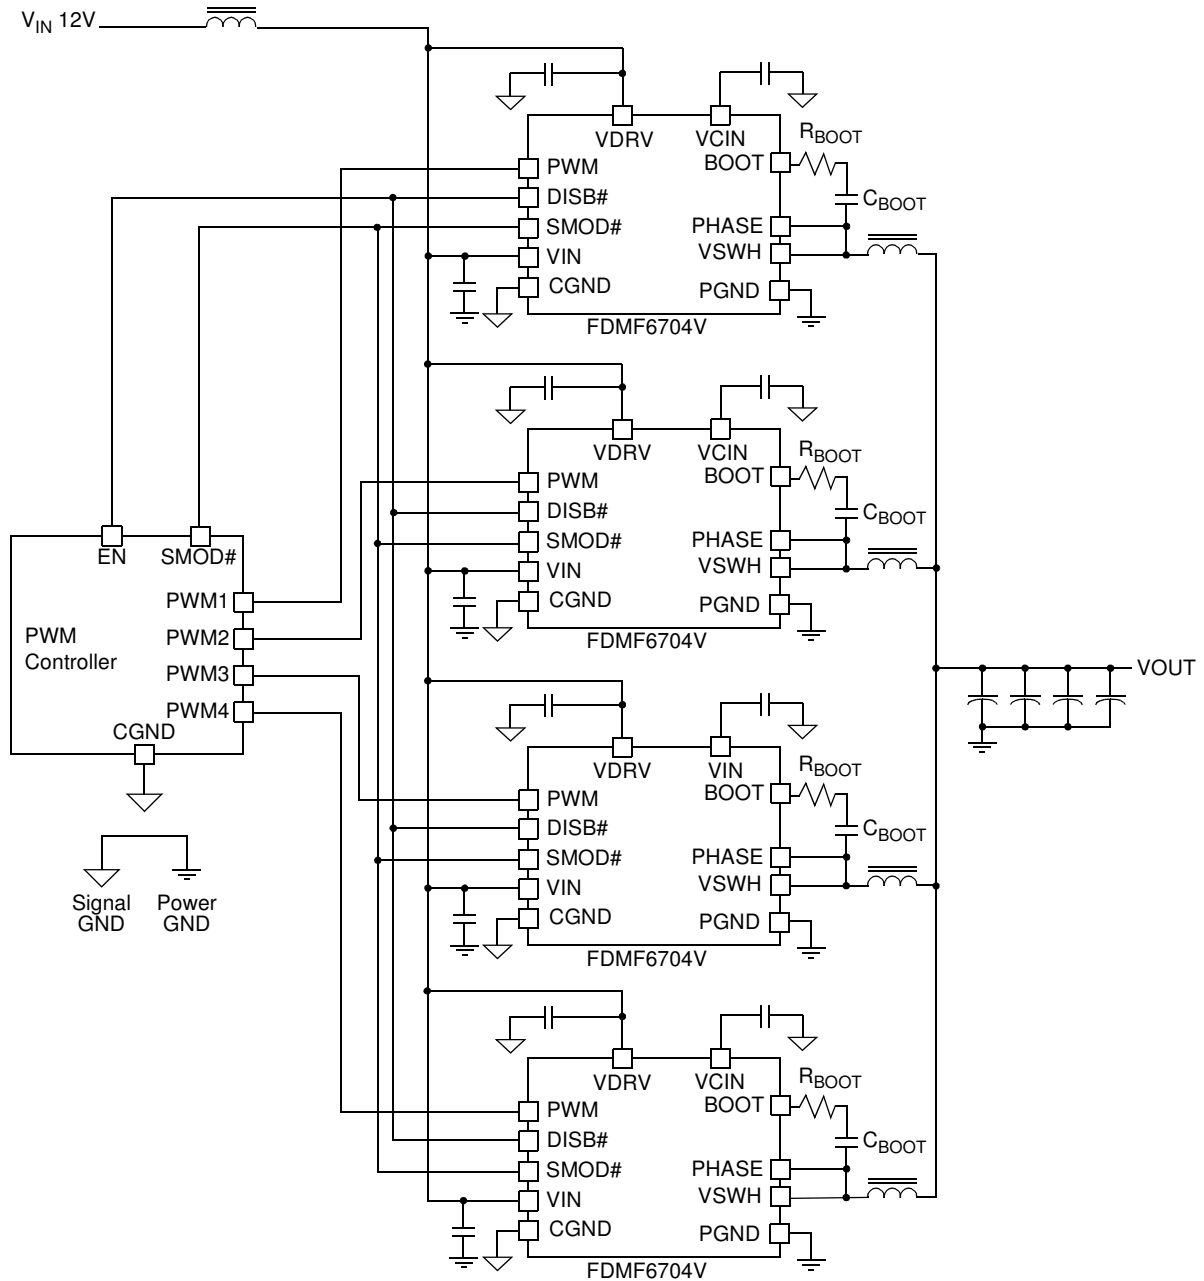 VIN 12V
VDRV
VCIN
RBOOT
PWM
BOOT
DISB#
CBOOT
SMOD#
PHASE
VIN
VSWH
CGND
PGND
FDMF6704V
VDRV
VCIN
RBOOT
PWM
BOOT
DISB#
CBOOT
SMOD#
PHASE
VIN
VSWH
CGND
PGND
FDMF6704V
EN
SMOD#
PWM1
PWM2
PWM
Controller
PWM3
PWM4
CGND
Signal
GND
Power
GND
VDRV
VIN
RBOOT
PWM
BOOT
DISB#
CBOOT
SMOD#
PHASE
VIN
VSWH
CGND
PGND
FDMF6704V
VOUT
VDRV
VCIN
RBOOT
PWM
BOOT
DISB#
CBOOT
SMOD#
PHASE
VIN
VSWH
CGND
PGND
FDMF6704V